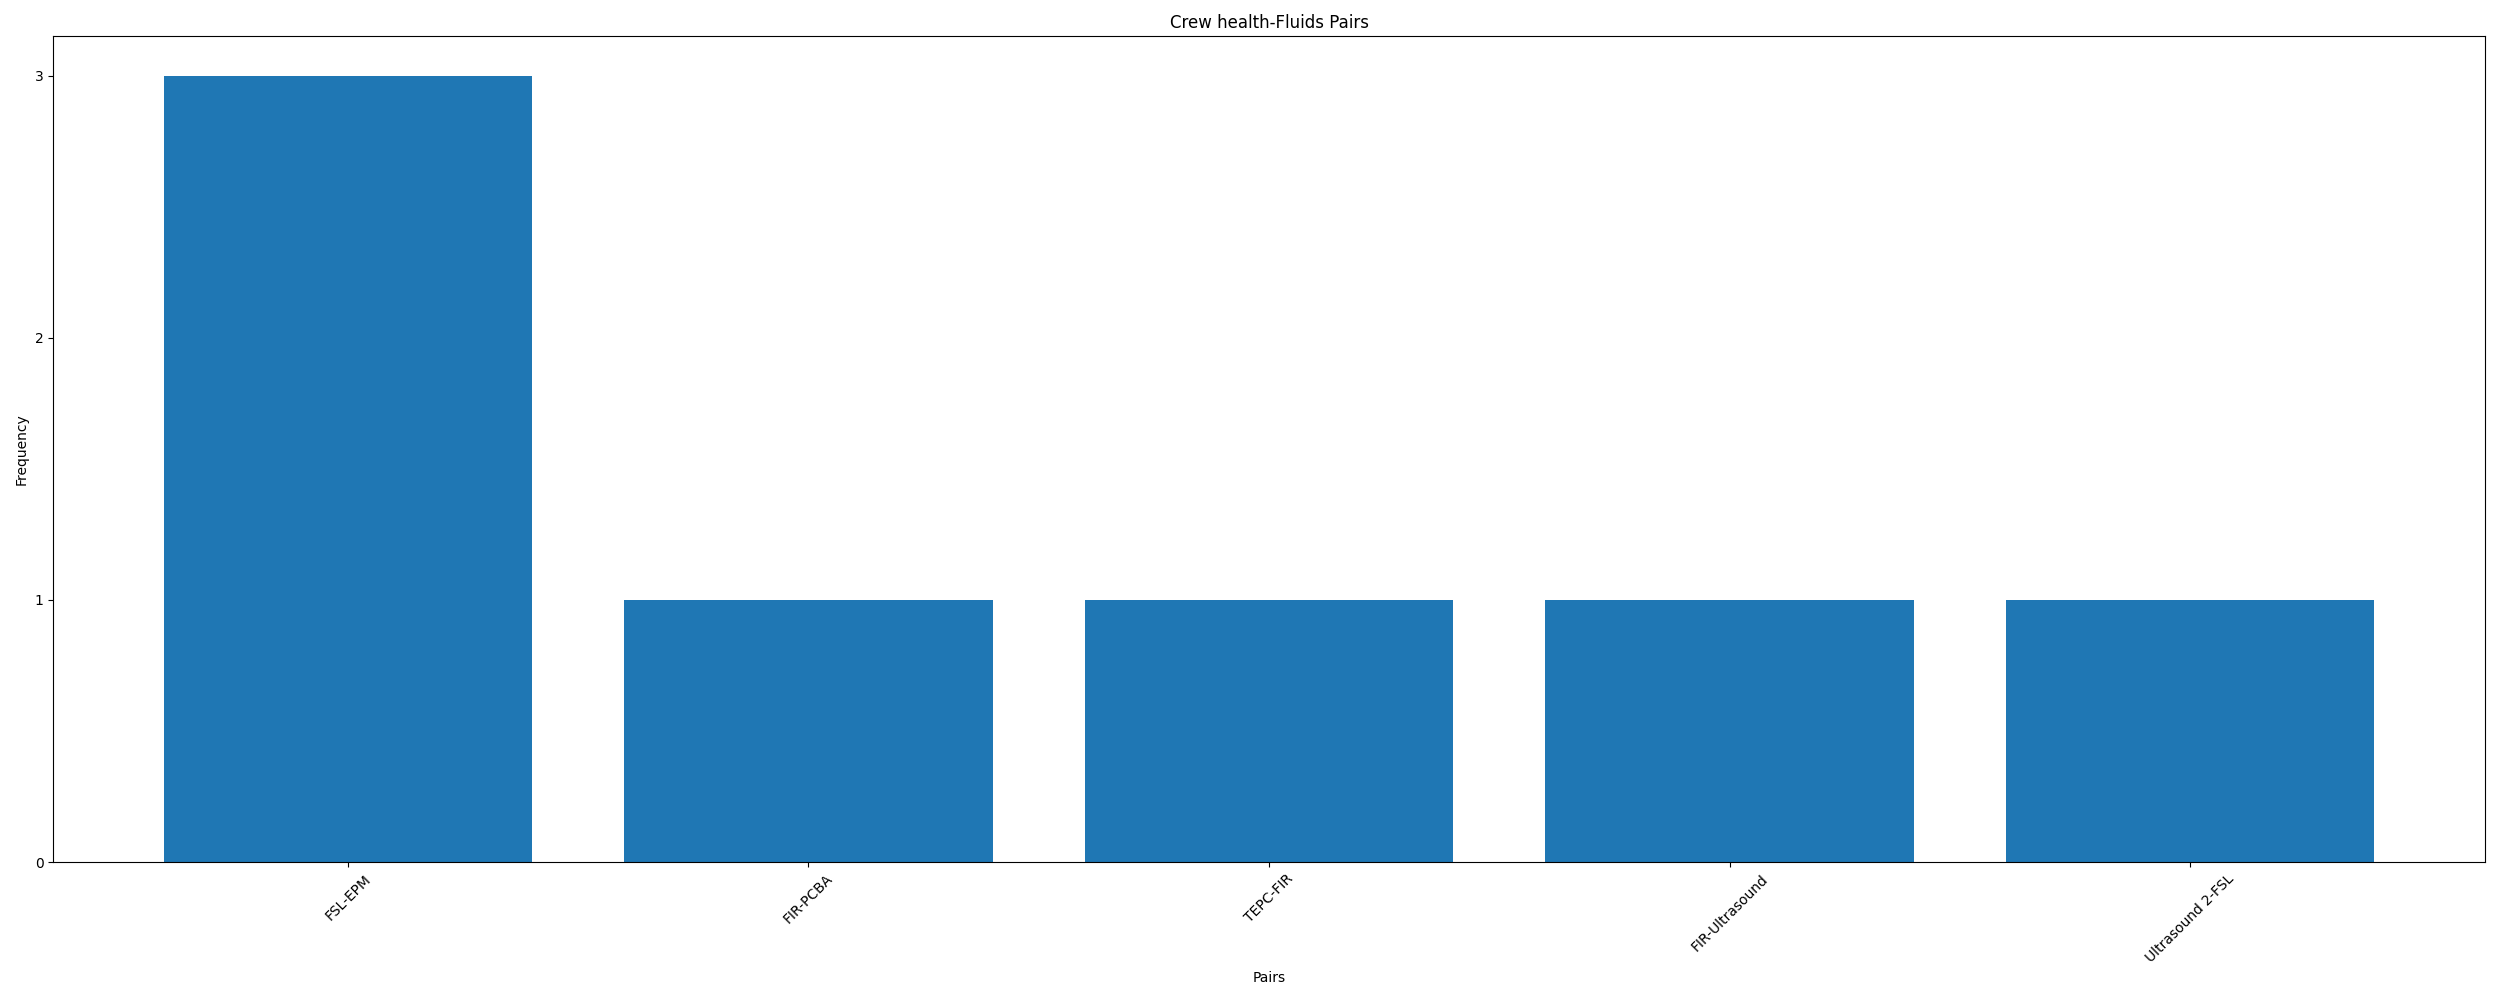 Crew health-Fluids Pairs
3
2
1
0
Frequency
FSL-EPM
FIR-PCBA
TEPC-FIR
FIR-Ultrasound
Ultrasound 2-FSL
Pairs